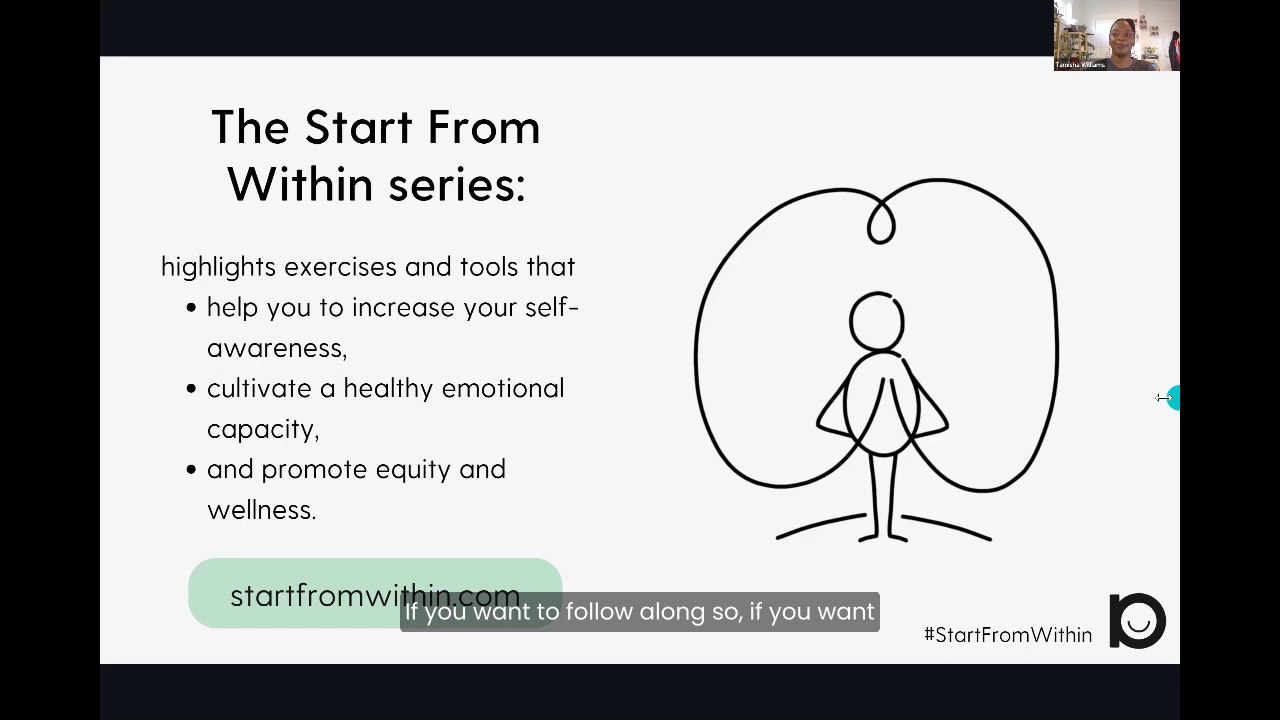 Tamisha Williams
The Start From
Within series:
highlights exercises and tools that
• help you to increase your self-
awareness,
• cultivate a healthy emotional
capacity,
• and promote equity and
wellness.
startfromwithin.com
If you want to follow along so, if you want
#StartFromWithin